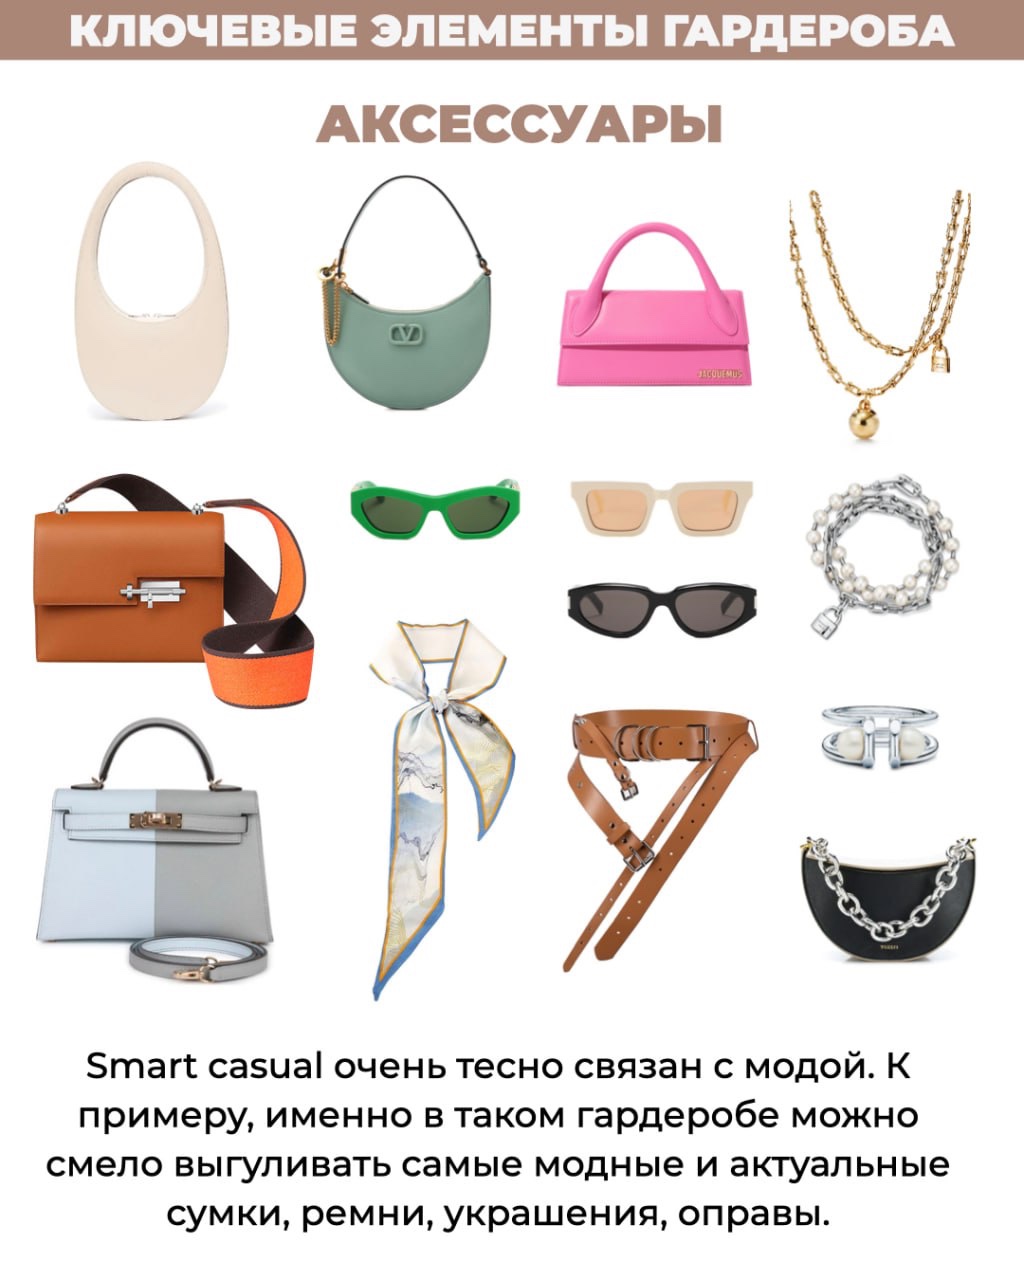 КЛЮЧЕВЫЕ ЭЛЕМЕНТЫ ГАРДЕРОБА
АКСЕССУАРЫ
JACQUEMUS
Smart casual очень тесно связан с модой. К
примеру, именно в таком гардеробе можно
смело выгуливать самые модные и актуальные
сумки, ремни, украшения, оправы.